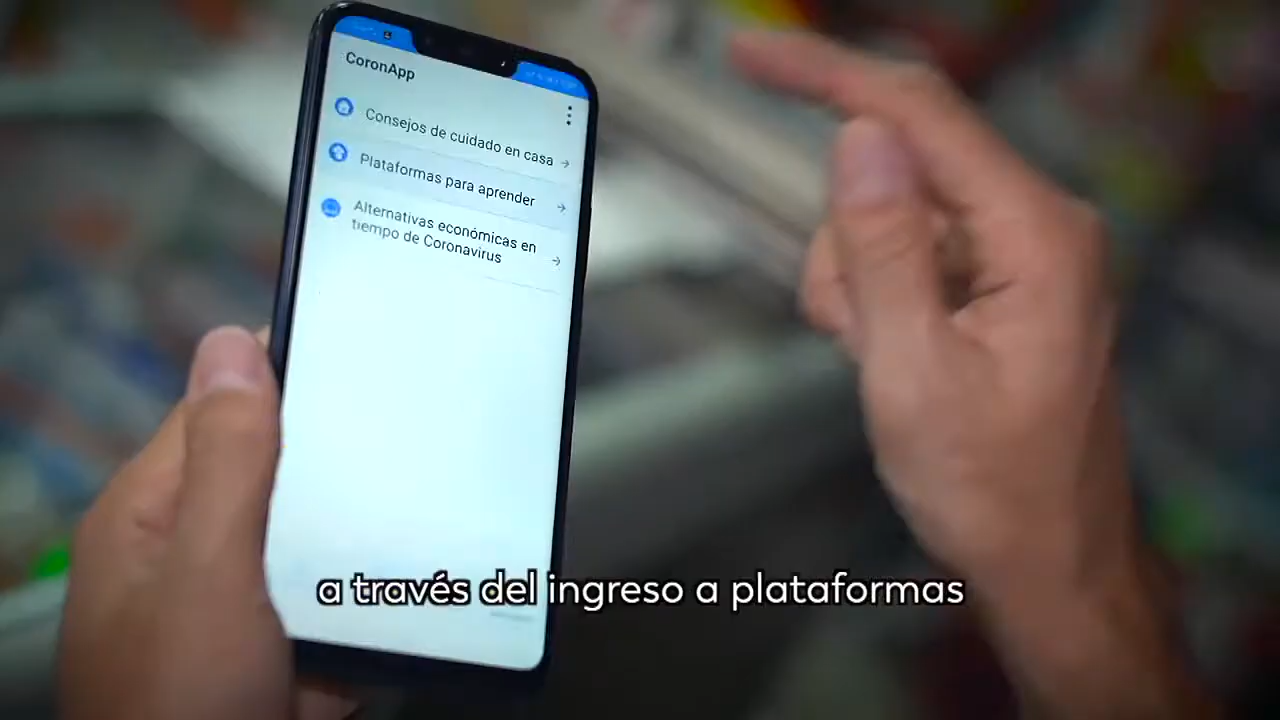 CoronApp
Consejos de cuidado en casa
Plataformas para aprender
Alternativas económicas en
tiempo de Coronavirus
a través del ingreso a plataformas